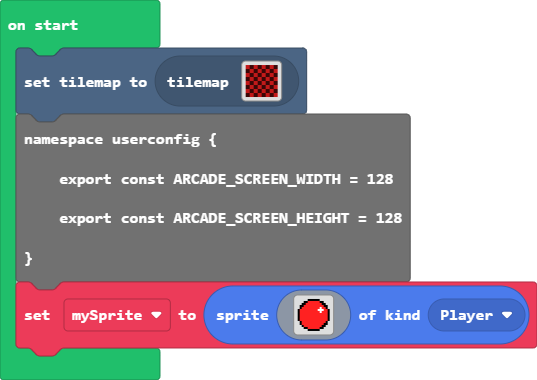 on start
set tilemap to tilemap
namespace userconfig {
export const ARCADE_SCREEN_WIDTH = 128
export const ARCADE_SCREEN_HEIGHT = 128
}
set mySprite to sprite of kind Player